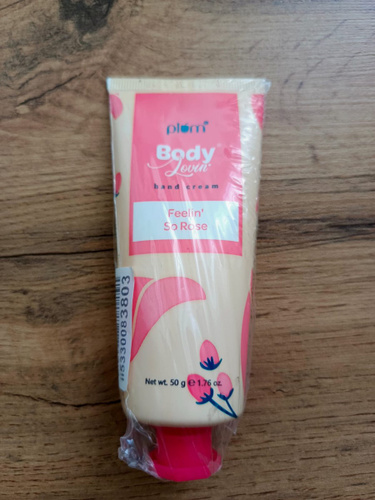 plum
Body
Lovin'
hand cream
Feelin'
So Rose
Net wt. 50 g ℮ 1.76 oz.